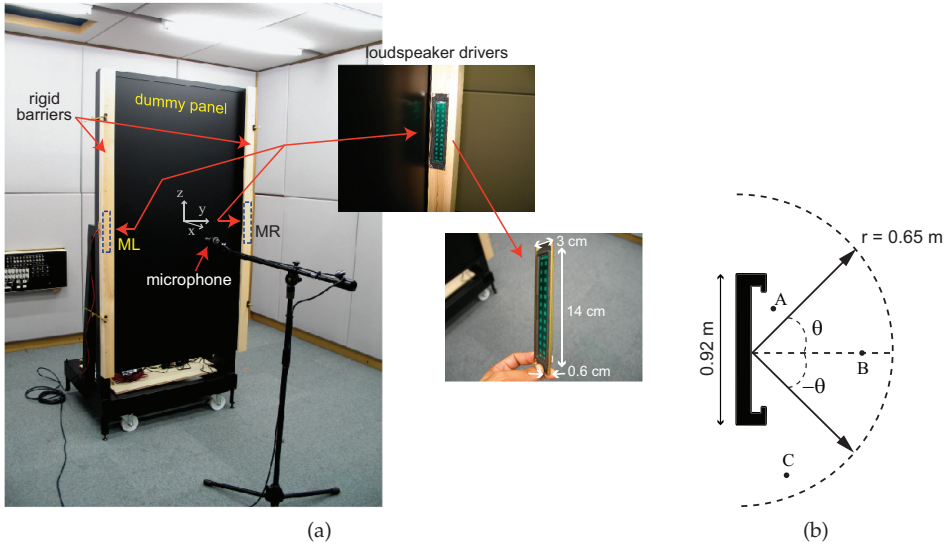 loudspeaker drivers
rigid
barriers
dummy panel
z
y
x
ML
MR
microphone
3 cm
14 cm
0.6 cm
(a)
r = 0.65 m
A
θ
0.92 m
B
-θ
C
(b)